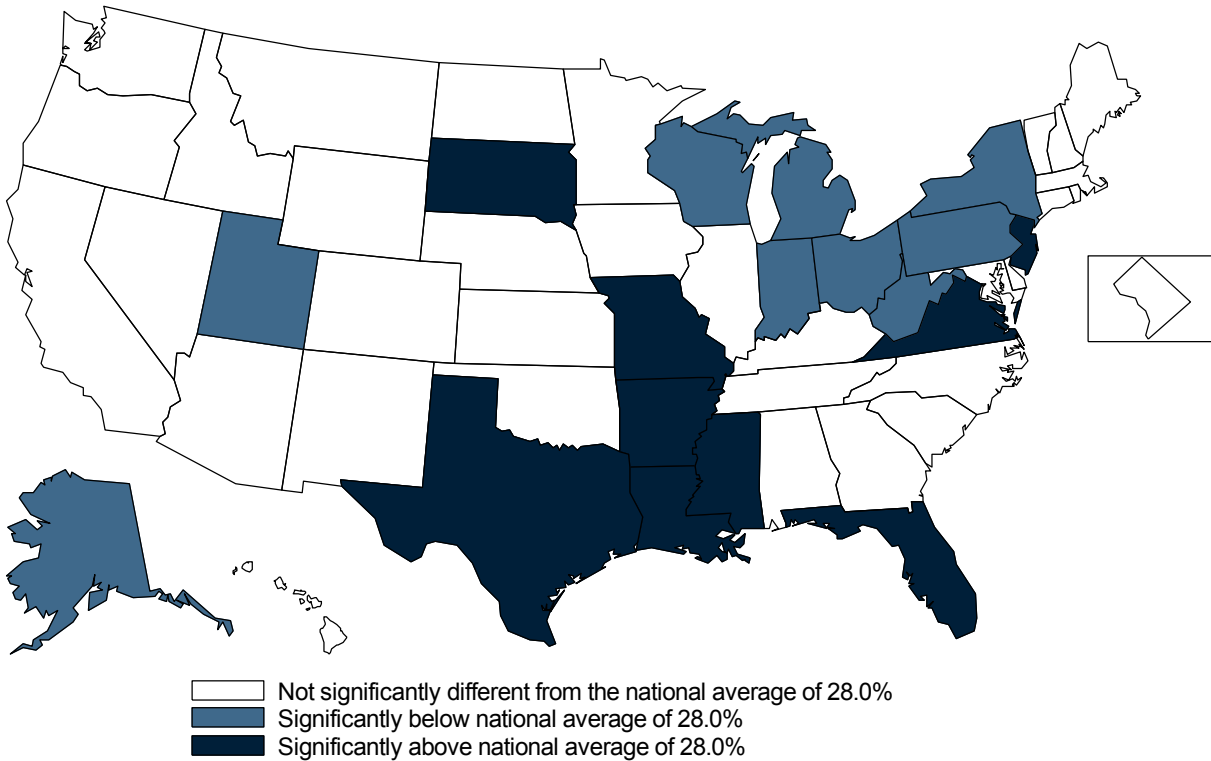 Not significantly different from the national average of 28.0%
Significantly below national average of 28.0%
Significantly above national average of 28.0%